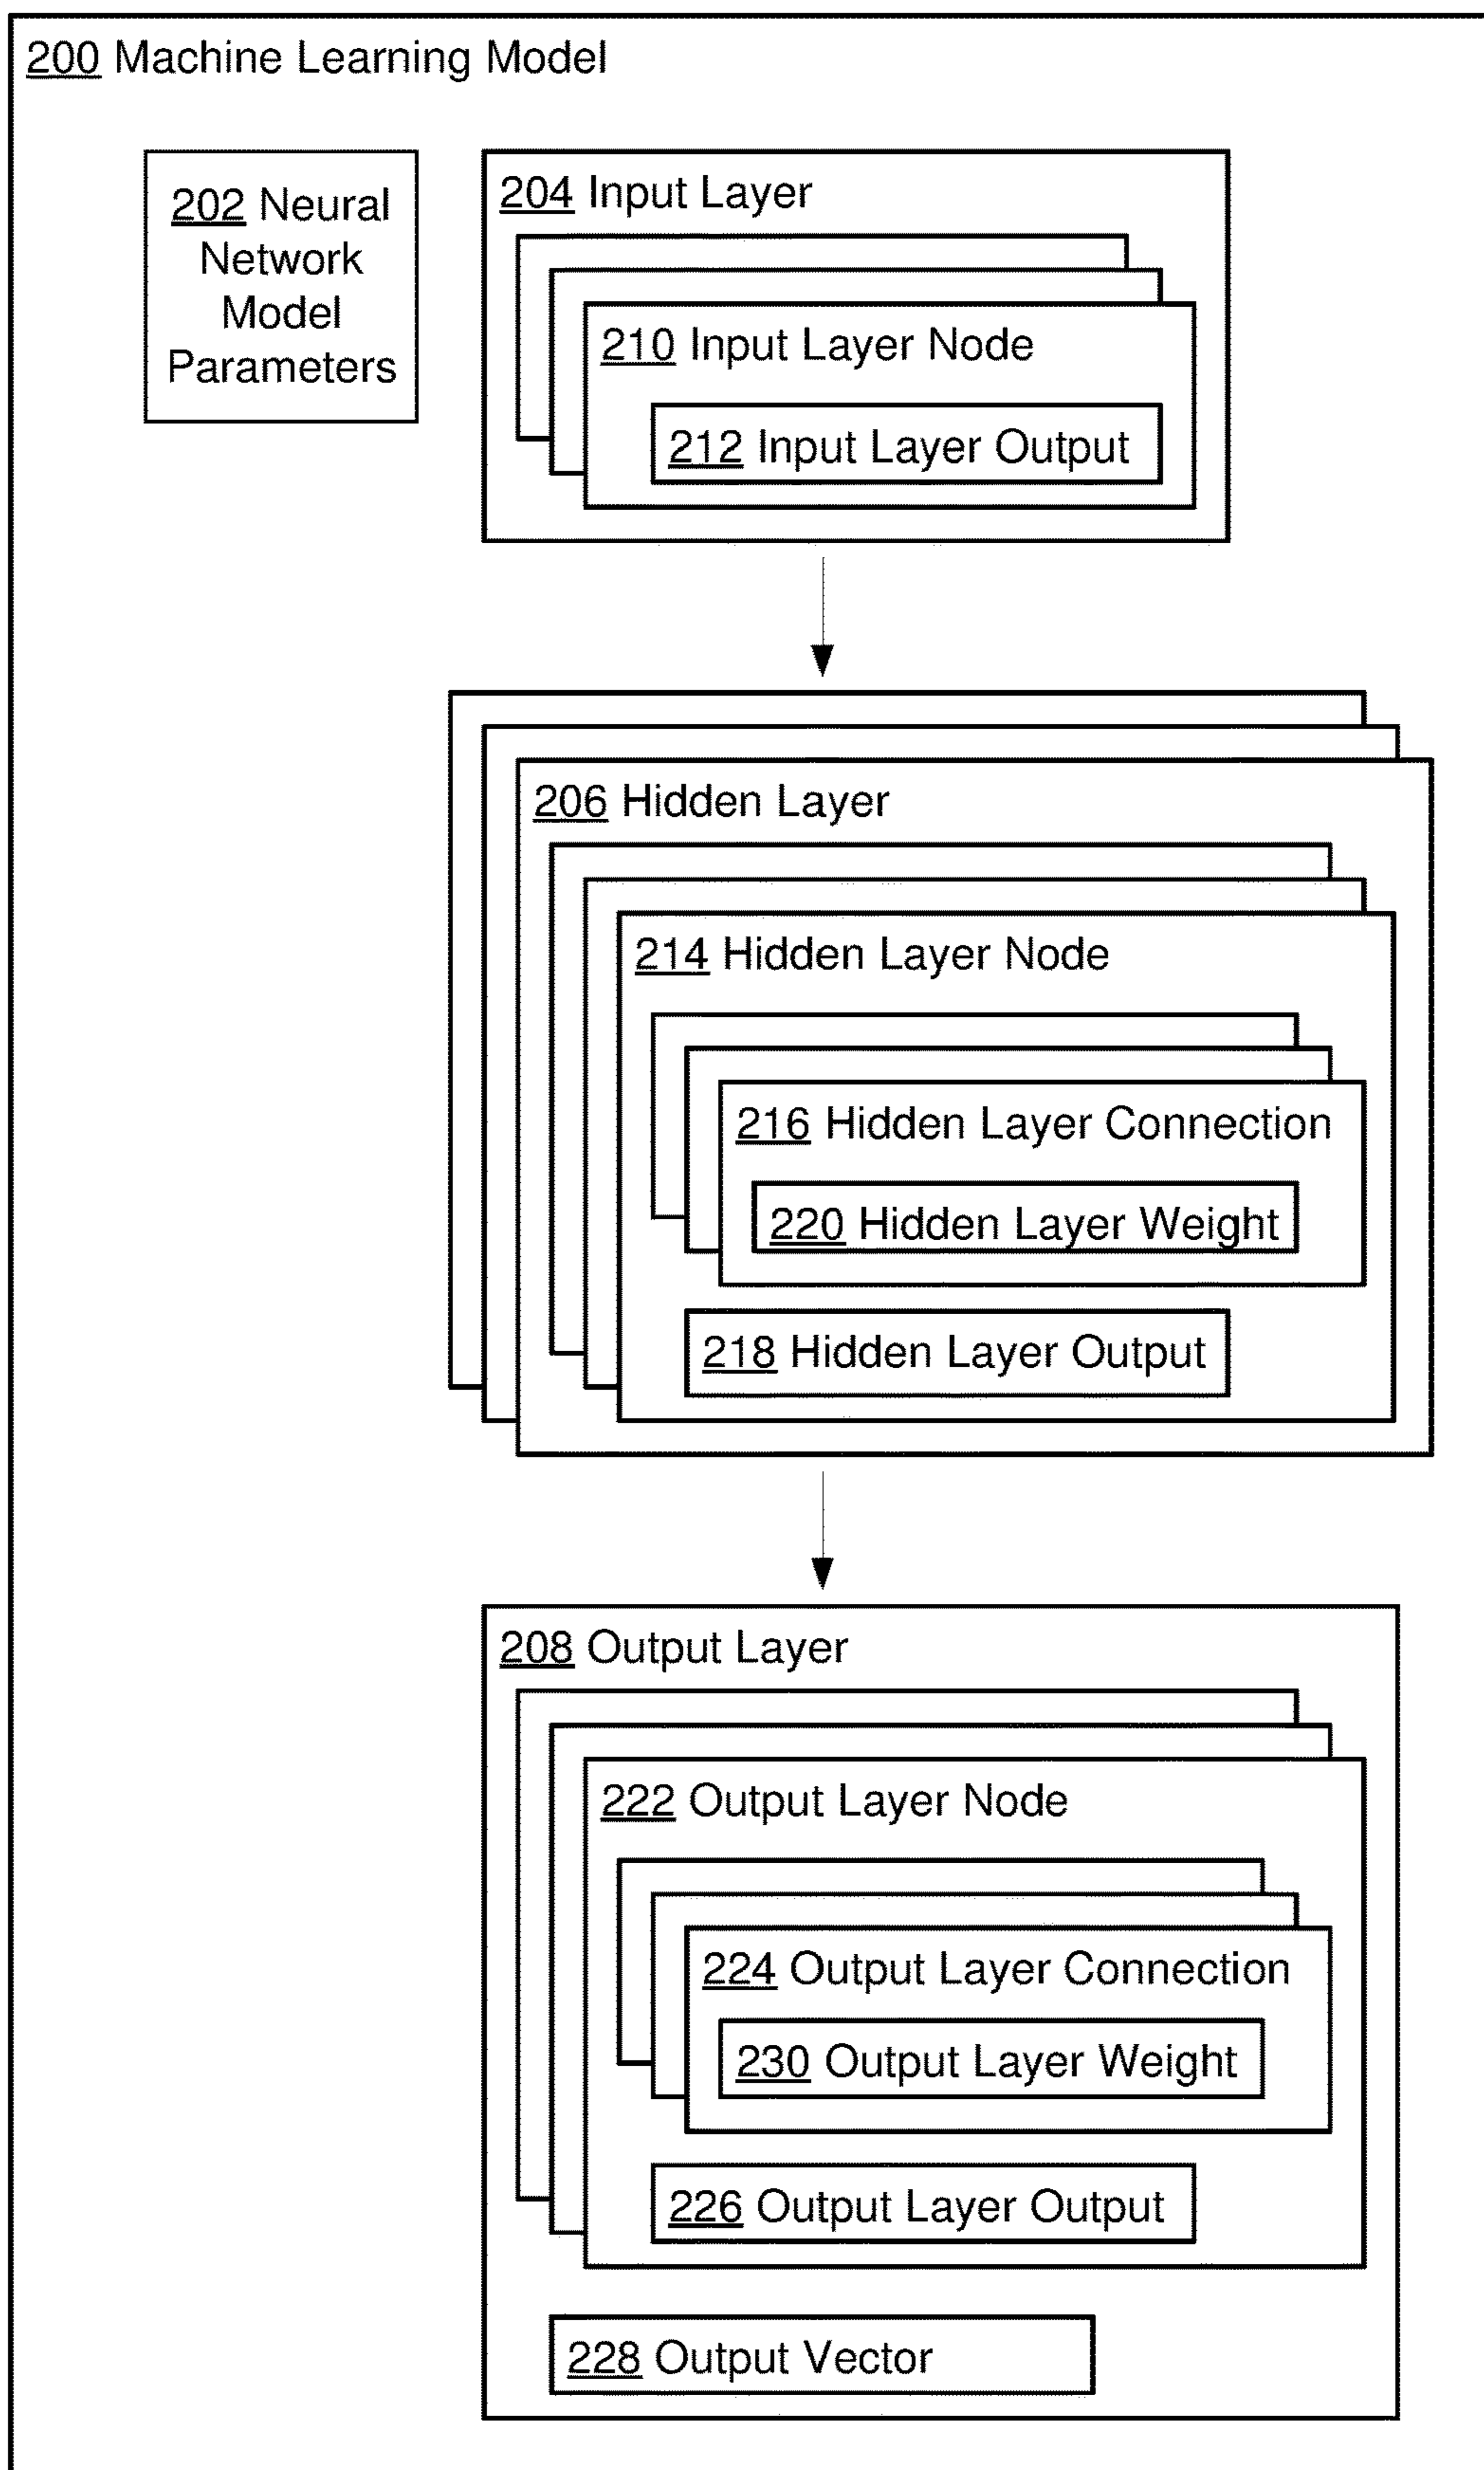 200 Machine Learning Model
202 Neural
Network
Model
Parameters
204 Input Layer
210 Input Layer Node
212 Input Layer Output
206 Hidden Layer
214 Hidden Layer Node
216 Hidden Layer Connection
220 Hidden Layer Weight
218 Hidden Layer Output
208 Output Layer
222 Output Layer Node
224 Output Layer Connection
230 Output Layer Weight
226 Output Layer Output
228 Output Vector